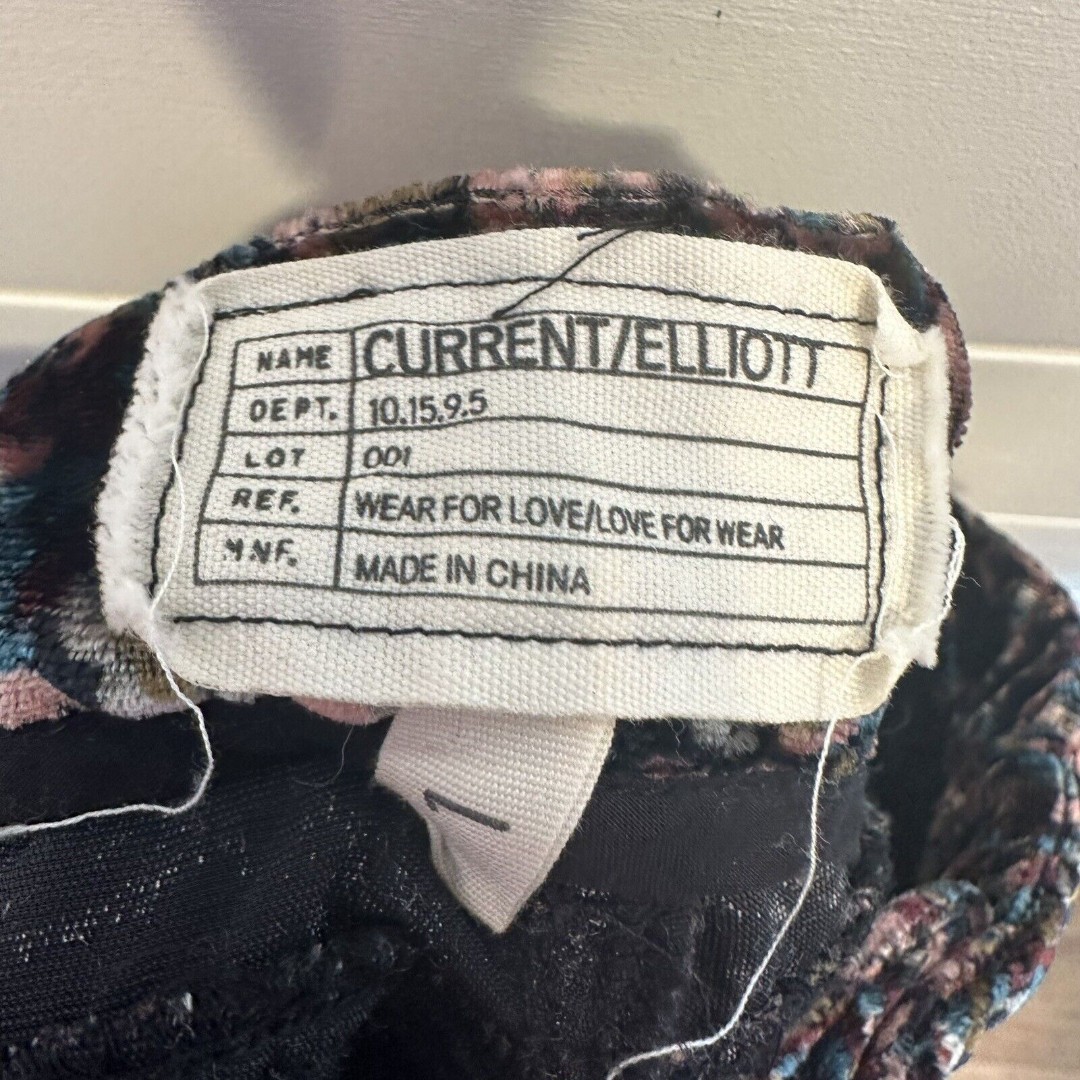 NAME CURRENT/ELLIOTT
DEPT. 10.15.9.5
LOT 001
REF. WEAR FOR LOVE/LOVE FOR WEAR
MNF. MADE IN CHINA
1